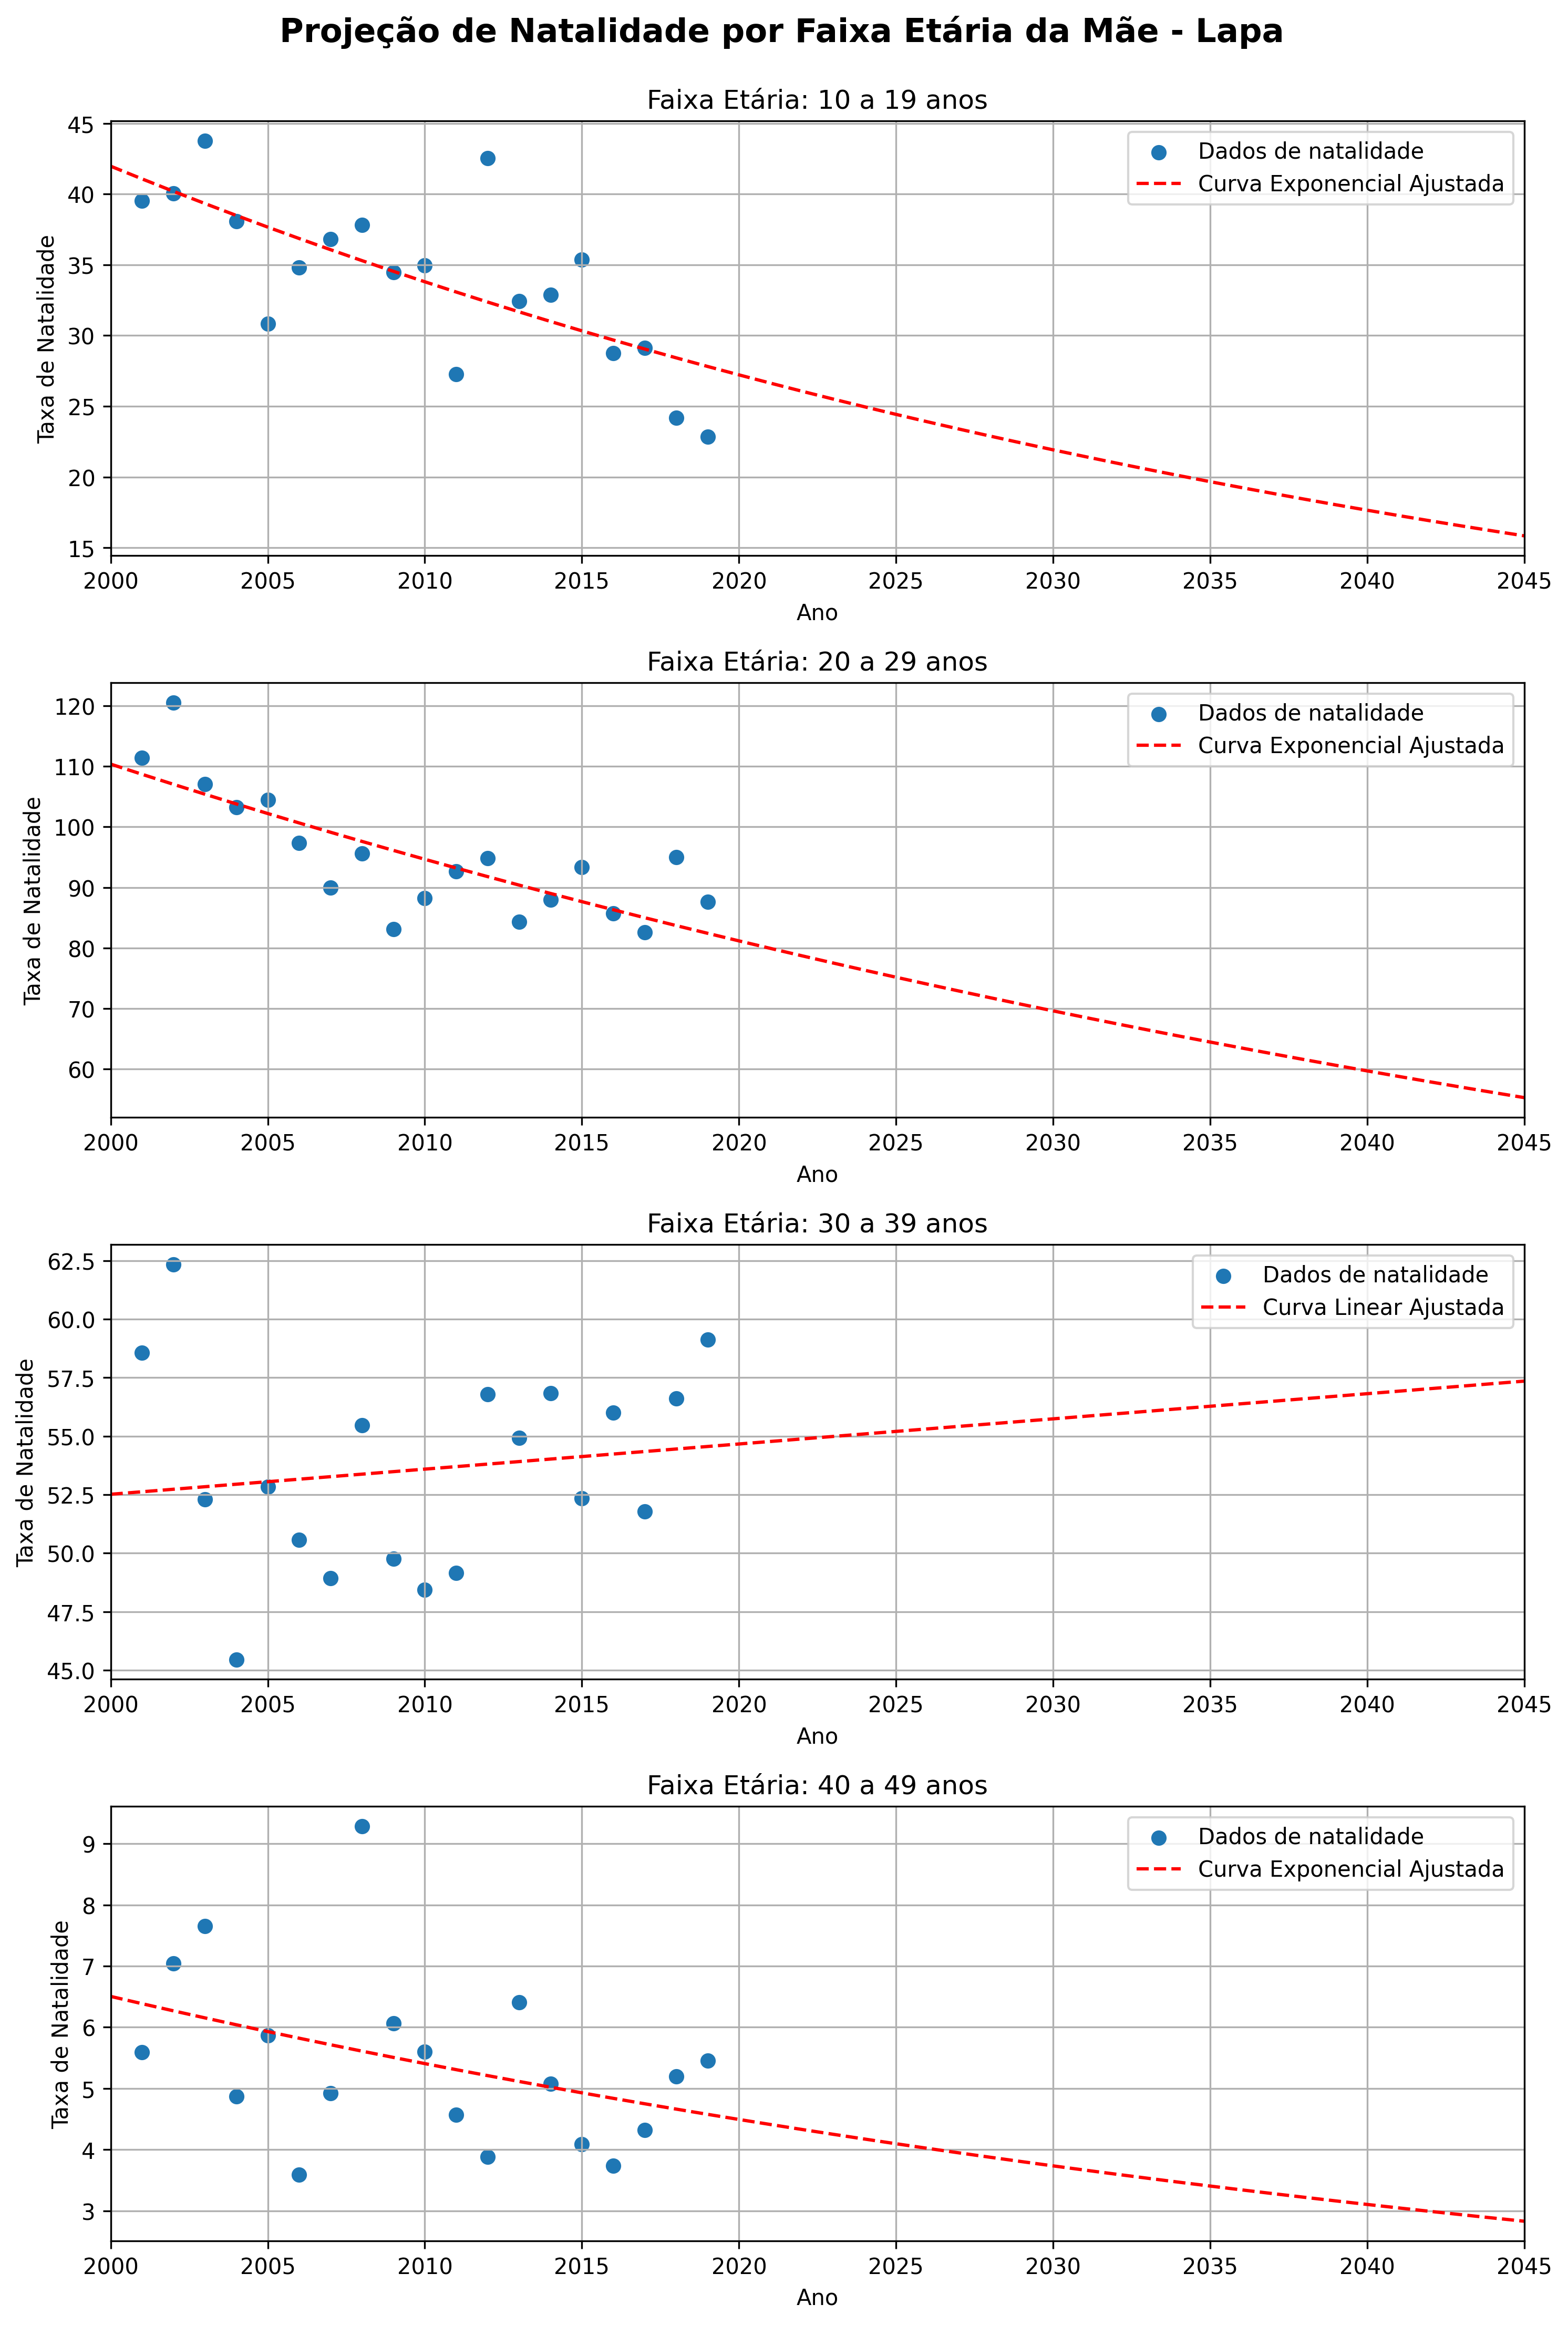 Projeção de Natalidade por Faixa Etária da Mãe - Lapa
Faixa Etária: 10 a 19 anos
Taxa de Natalidade
45
40
35
30
25
20
15
Dados de natalidade
Curva Exponencial Ajustada
2000 2005 2010 2015 2020 2025 2030 2035 2040 2045
Ano
Faixa Etária: 20 a 29 anos
Taxa de Natalidade
120
110
100
90
80
70
60
Dados de natalidade
Curva Exponencial Ajustada
2000 2005 2010 2015 2020 2025 2030 2035 2040 2045
Ano
Faixa Etária: 30 a 39 anos
Taxa de Natalidade
62.5
60.0
57.5
55.0
52.5
50.0
47.5
45.0
Dados de natalidade
Curva Linear Ajustada
2000 2005 2010 2015 2020 2025 2030 2035 2040 2045
Ano
Faixa Etária: 40 a 49 anos
Taxa de Natalidade
9
8
7
6
5
4
3
Dados de natalidade
Curva Exponencial Ajustada
2000 2005 2010 2015 2020 2025 2030 2035 2040 2045
Ano